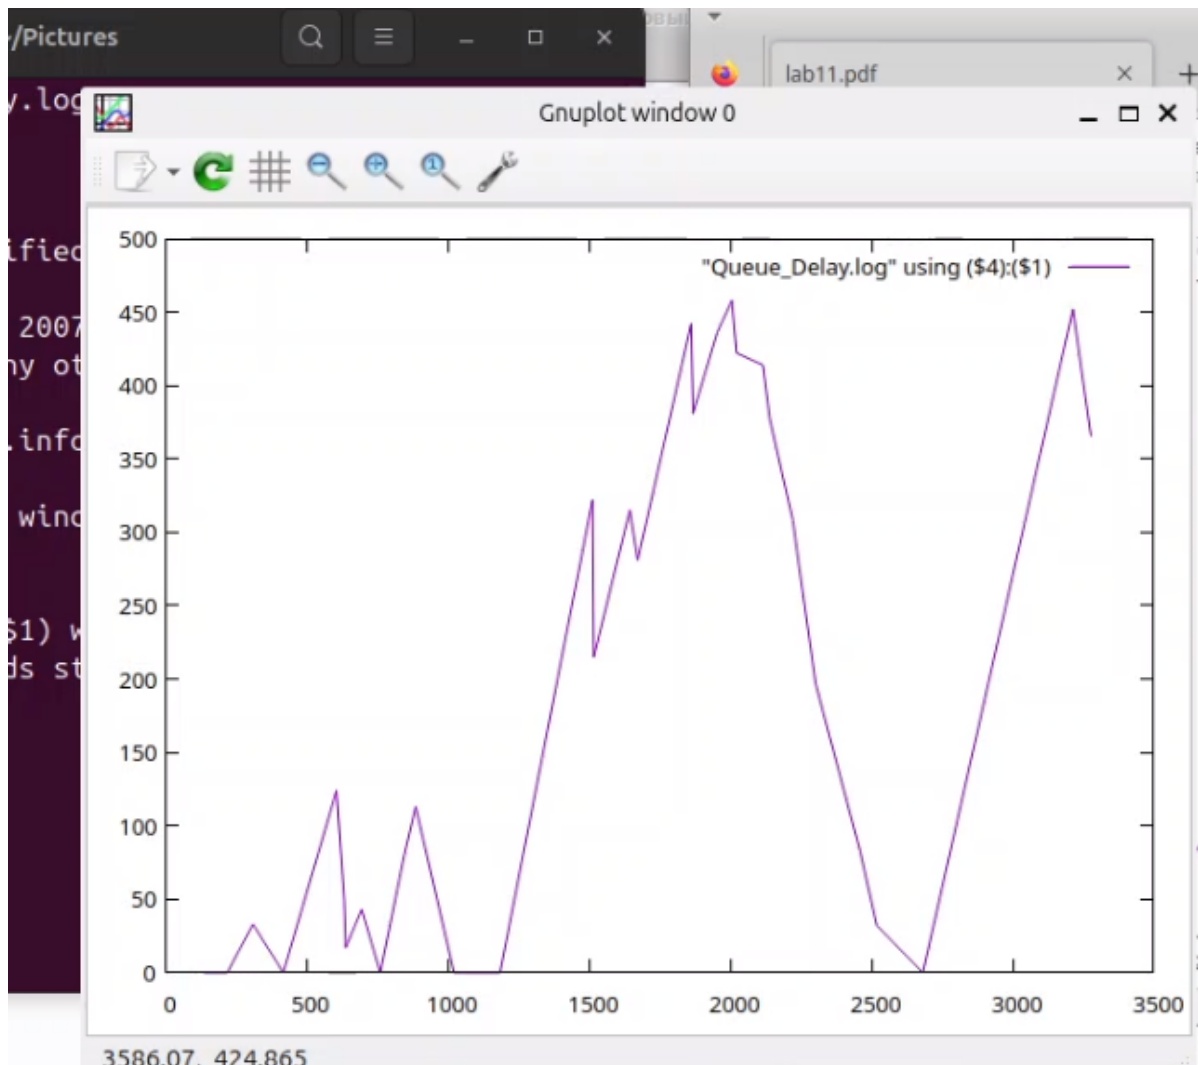 /Pictures
lab11.pdf
y.log
Gnuplot window 0
ified
2007
ny ot
.info
wind
$1) w
ds st
"Queue_Delay.log" using ($4):($1)
500
450
400
350
300
250
200
150
100
50
0
0 500 1000 1500 2000 2500 3000 3500
3586.07, 424.865